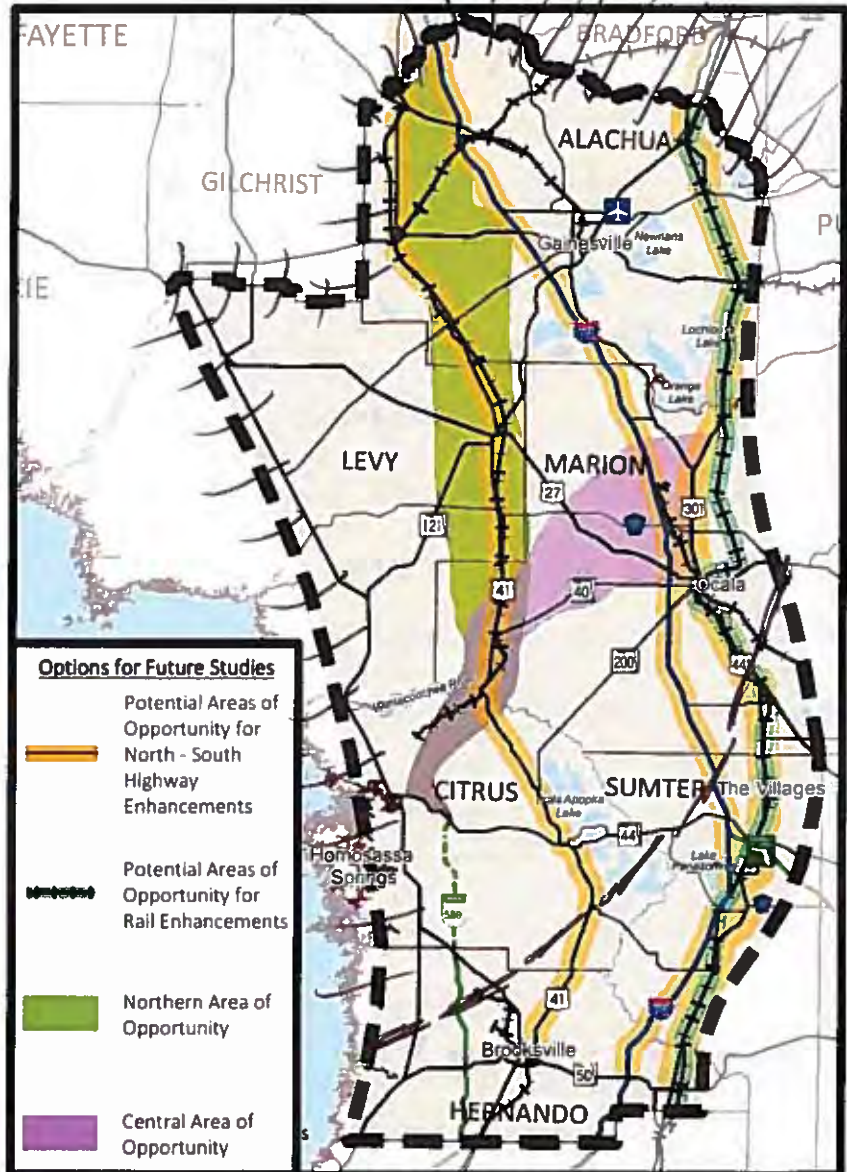 FAYETTE
BRADFORD
ALACHUA
GILCHRIST
PU
Gainesville
Newnans
Lake
KIE
Lochloosa
Lake
Orange
Lake
LEVY
MARION
27
301
121
41
40
Ocala
200
441
Options for Future Studies
Potential Areas of
Opportunity for
North - South
Highway
Enhancements
Potential Areas of
Opportunity for
Rail Enhancements
Northern Area of
Opportunity
Central Area of
Opportunity
CITRUS
SUMTER
The Villages
Lake
44
Homosassa
Springs
589
41
Brooksville
50
HERNANDO
s